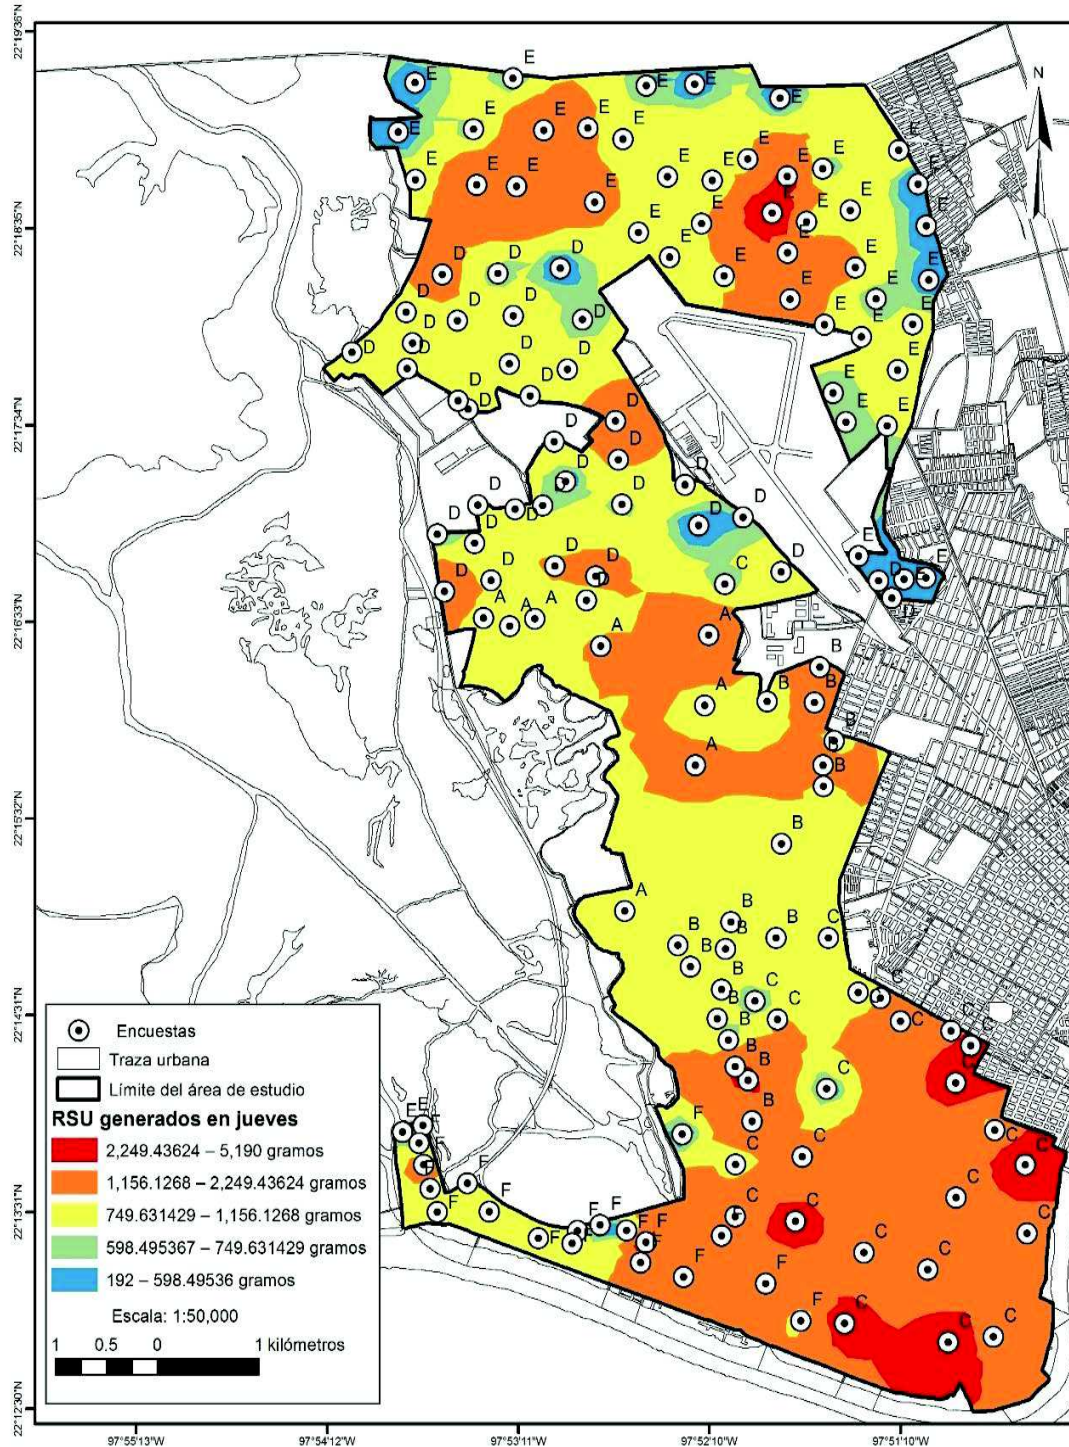 22°19'36"N
22°18'35"N
22°17'34"N
22°16'33"N
22°15'32"N
22°14'31"N
22°13'31"N
22°12'30"N
N
E E E E E
E E E E E
E E E E E E E
E E E E E E
E E E E E
D D D E E E
D D D D E E E
D D D D
D D D E E E
D D D D
D D D D D
D D D D C D E
D D D D E F
A A A D
A A B
A B B
A B B
B
B
A B
B B B C
B B C C
B C C C
B B C C
B C
E E F F B C
F F C C C
F F F F F C C C
F F F F C C
F F C C C
Encuestas
Traza urbana
Límite del área de estudio
RSU generados en jueves
2,249.43624 – 5,190 gramos
1,156.1268 – 2,249.43624 gramos
749.631429 – 1,156.1268 gramos
598.495367 – 749.631429 gramos
192 – 598.49536 gramos
Escala: 1:50,000
1 0.5 0 1 kilómetros
97°55'13"W 97°54'12"W 97°53'11"W 97°52'10"W 97°51'10"W